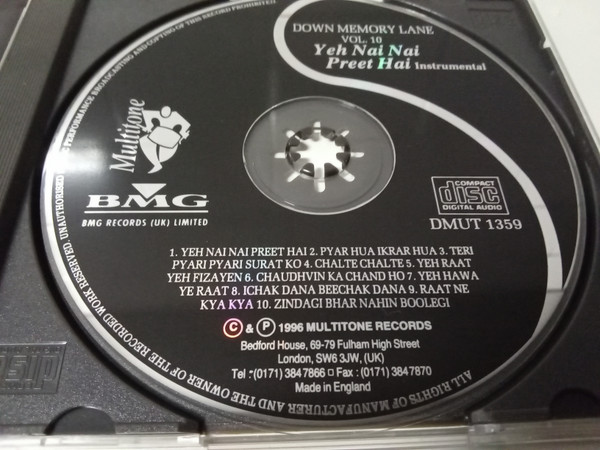 DOWN MEMORY LANE
VOL. 10
Yeh Nai Nai
Preet Hai Instrumental
Multitone
BMG
BMG RECORDS (UK) LIMITED
COMPACT
disc
DIGITAL AUDIO
DMUT 1359
1. YEH NAI NAI PREET HAI 2. PYAR HUA IKRAR HUA 3. TERI
PYARI PYARI SURAT KO 4. CHALTE CHALTE 5. YEH RAAT
YEH FIZAYEN 6. CHAUDHVIN KA CHAND HO 7. YEH HAWA
YE RAAT 8. ICHAK DANA BEECHAK DANA 9. RAAT NE
KYA KYA 10. ZINDAGI BHAR NAHIN BOOLEGI
© & ℗ 1996 MULTITONE RECORDS
Bedford House, 69-79 Fulham High Street
London, SW6 3JW, (UK)
Tel :(0171) 384 7866 □ Fax : (0171) 384 7870
Made in England
ALL RIGHTS OF MANUFACTURER AND THE OWNER OF THE RECORDED WORK RESERVED. UNAUTHORISED PERFORMANCE BROADCASTING AND COPYING OF THIS RECORD PROHIBITED.